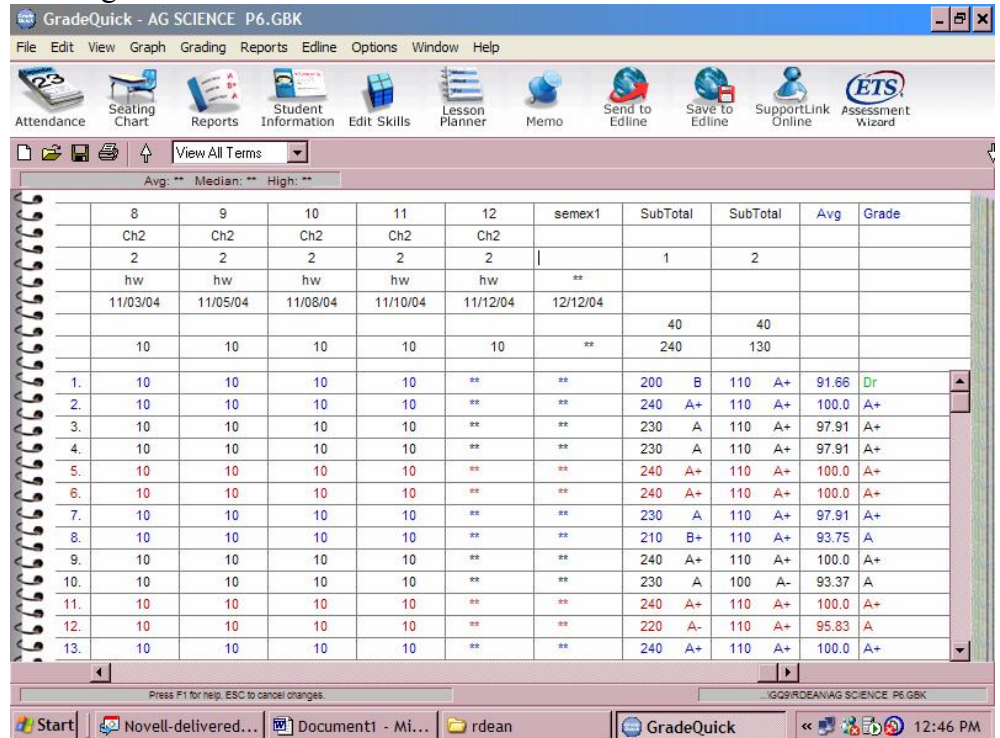 GradeQuick - AG SCIENCE P6.GBK
File Edit View Graph Grading Reports Edline Options Window Help
23
Attendance Seating Chart Reports Student Information Edit Skills Lesson Planner Memo Send to Edline Save to Edline SupportLink Online ETS Assessment Wizard
View All Terms
Avg: ** Median: ** High: **
8 9 10 11 12 semex1 SubTotal SubTotal Avg Grade
Ch2 Ch2 Ch2 Ch2 Ch2
2 2 2 2 2 1 2
hw hw hw hw hw **
11/03/04 11/05/04 11/08/04 11/10/04 11/12/04 12/12/04
40 40
10 10 10 10 10 ** 240 130
1. 10 10 10 10 ** ** 200 B 110 A+ 91.66 Dr
2. 10 10 10 10 ** ** 240 A+ 110 A+ 100.0 A+
3. 10 10 10 10 ** ** 230 A 110 A+ 97.91 A+
4. 10 10 10 10 ** ** 230 A 110 A+ 97.91 A+
5. 10 10 10 10 ** ** 240 A+ 110 A+ 100.0 A+
6. 10 10 10 10 ** ** 240 A+ 110 A+ 100.0 A+
7. 10 10 10 10 ** ** 230 A 110 A+ 97.91 A+
8. 10 10 10 10 ** ** 210 B+ 110 A+ 93.75 A
9. 10 10 10 10 ** ** 240 A+ 110 A+ 100.0 A+
10. 10 10 10 10 ** ** 230 A 100 A- 93.37 A
11. 10 10 10 10 ** ** 240 A+ 110 A+ 100.0 A+
12. 10 10 10 10 ** ** 220 A- 110 A+ 95.83 A
13. 10 10 10 10 ** ** 240 A+ 110 A+ 100.0 A+
Press F1 for help, ESC to cancel changes. ...\GQ9\RDEAN\AG SCIENCE P6.GBK
Start Novell-delivered... Document1 - Mi... rdean GradeQuick « 12:46 PM